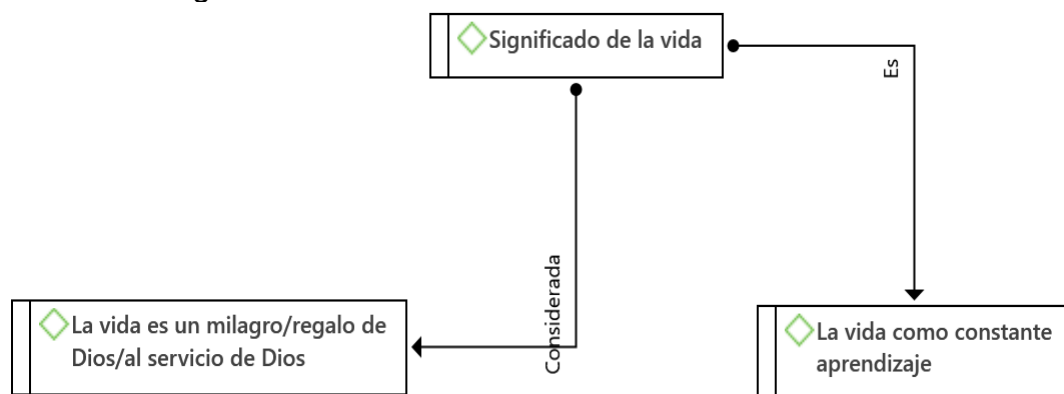 Significado de la vida
Es
Considerada
La vida es un milagro/regalo de
Dios/al servicio de Dios
La vida como constante
aprendizaje